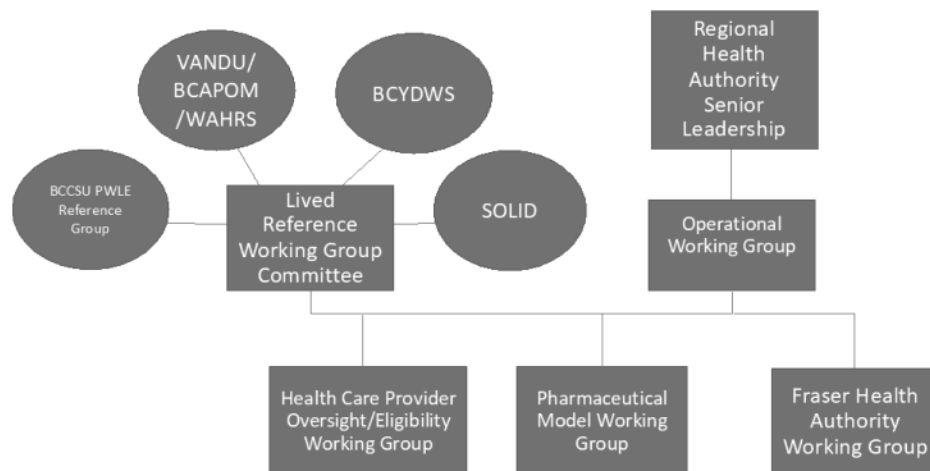 VANDU/
BCAPOM
/WAHRS
BCYDWS
Regional
Health
Authority
Senior
Leadership
BCCSU PWLE
Reference
Group
Lived
Reference
Working Group
Committee
SOLID
Operational
Working Group
Health Care Provider
Oversight/Eligibility
Working Group
Pharmaceutical
Model Working
Group
Fraser Health
Authority
Working Group